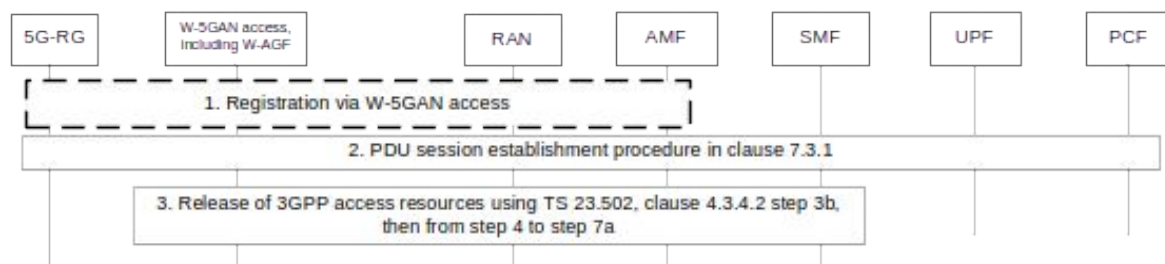 5G-RG
W-5GAN access,
including W-AGF
RAN
AMF
SMF
UPF
PCF
1. Registration via W-5GAN access
2. PDU session establishment procedure in clause 7.3.1
3. Release of 3GPP access resources using TS 23.502, clause 4.3.4.2 step 3b,
then from step 4 to step 7a